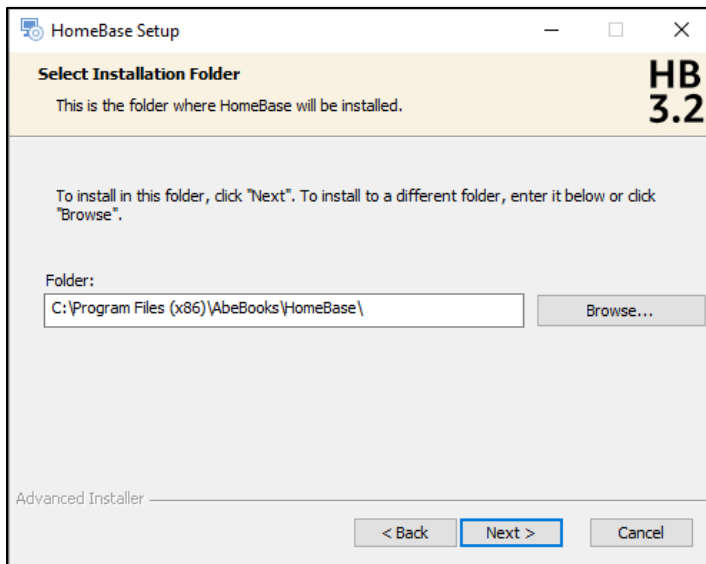 HomeBase Setup
Select Installation Folder
This is the folder where HomeBase will be installed.
HB
3.2
To install in this folder, click "Next". To install to a different folder, enter it below or click
"Browse".
Folder:
C:\Program Files (x86)\AbeBooks\HomeBase\
Browse...
Advanced Installer
< Back
Next >
Cancel